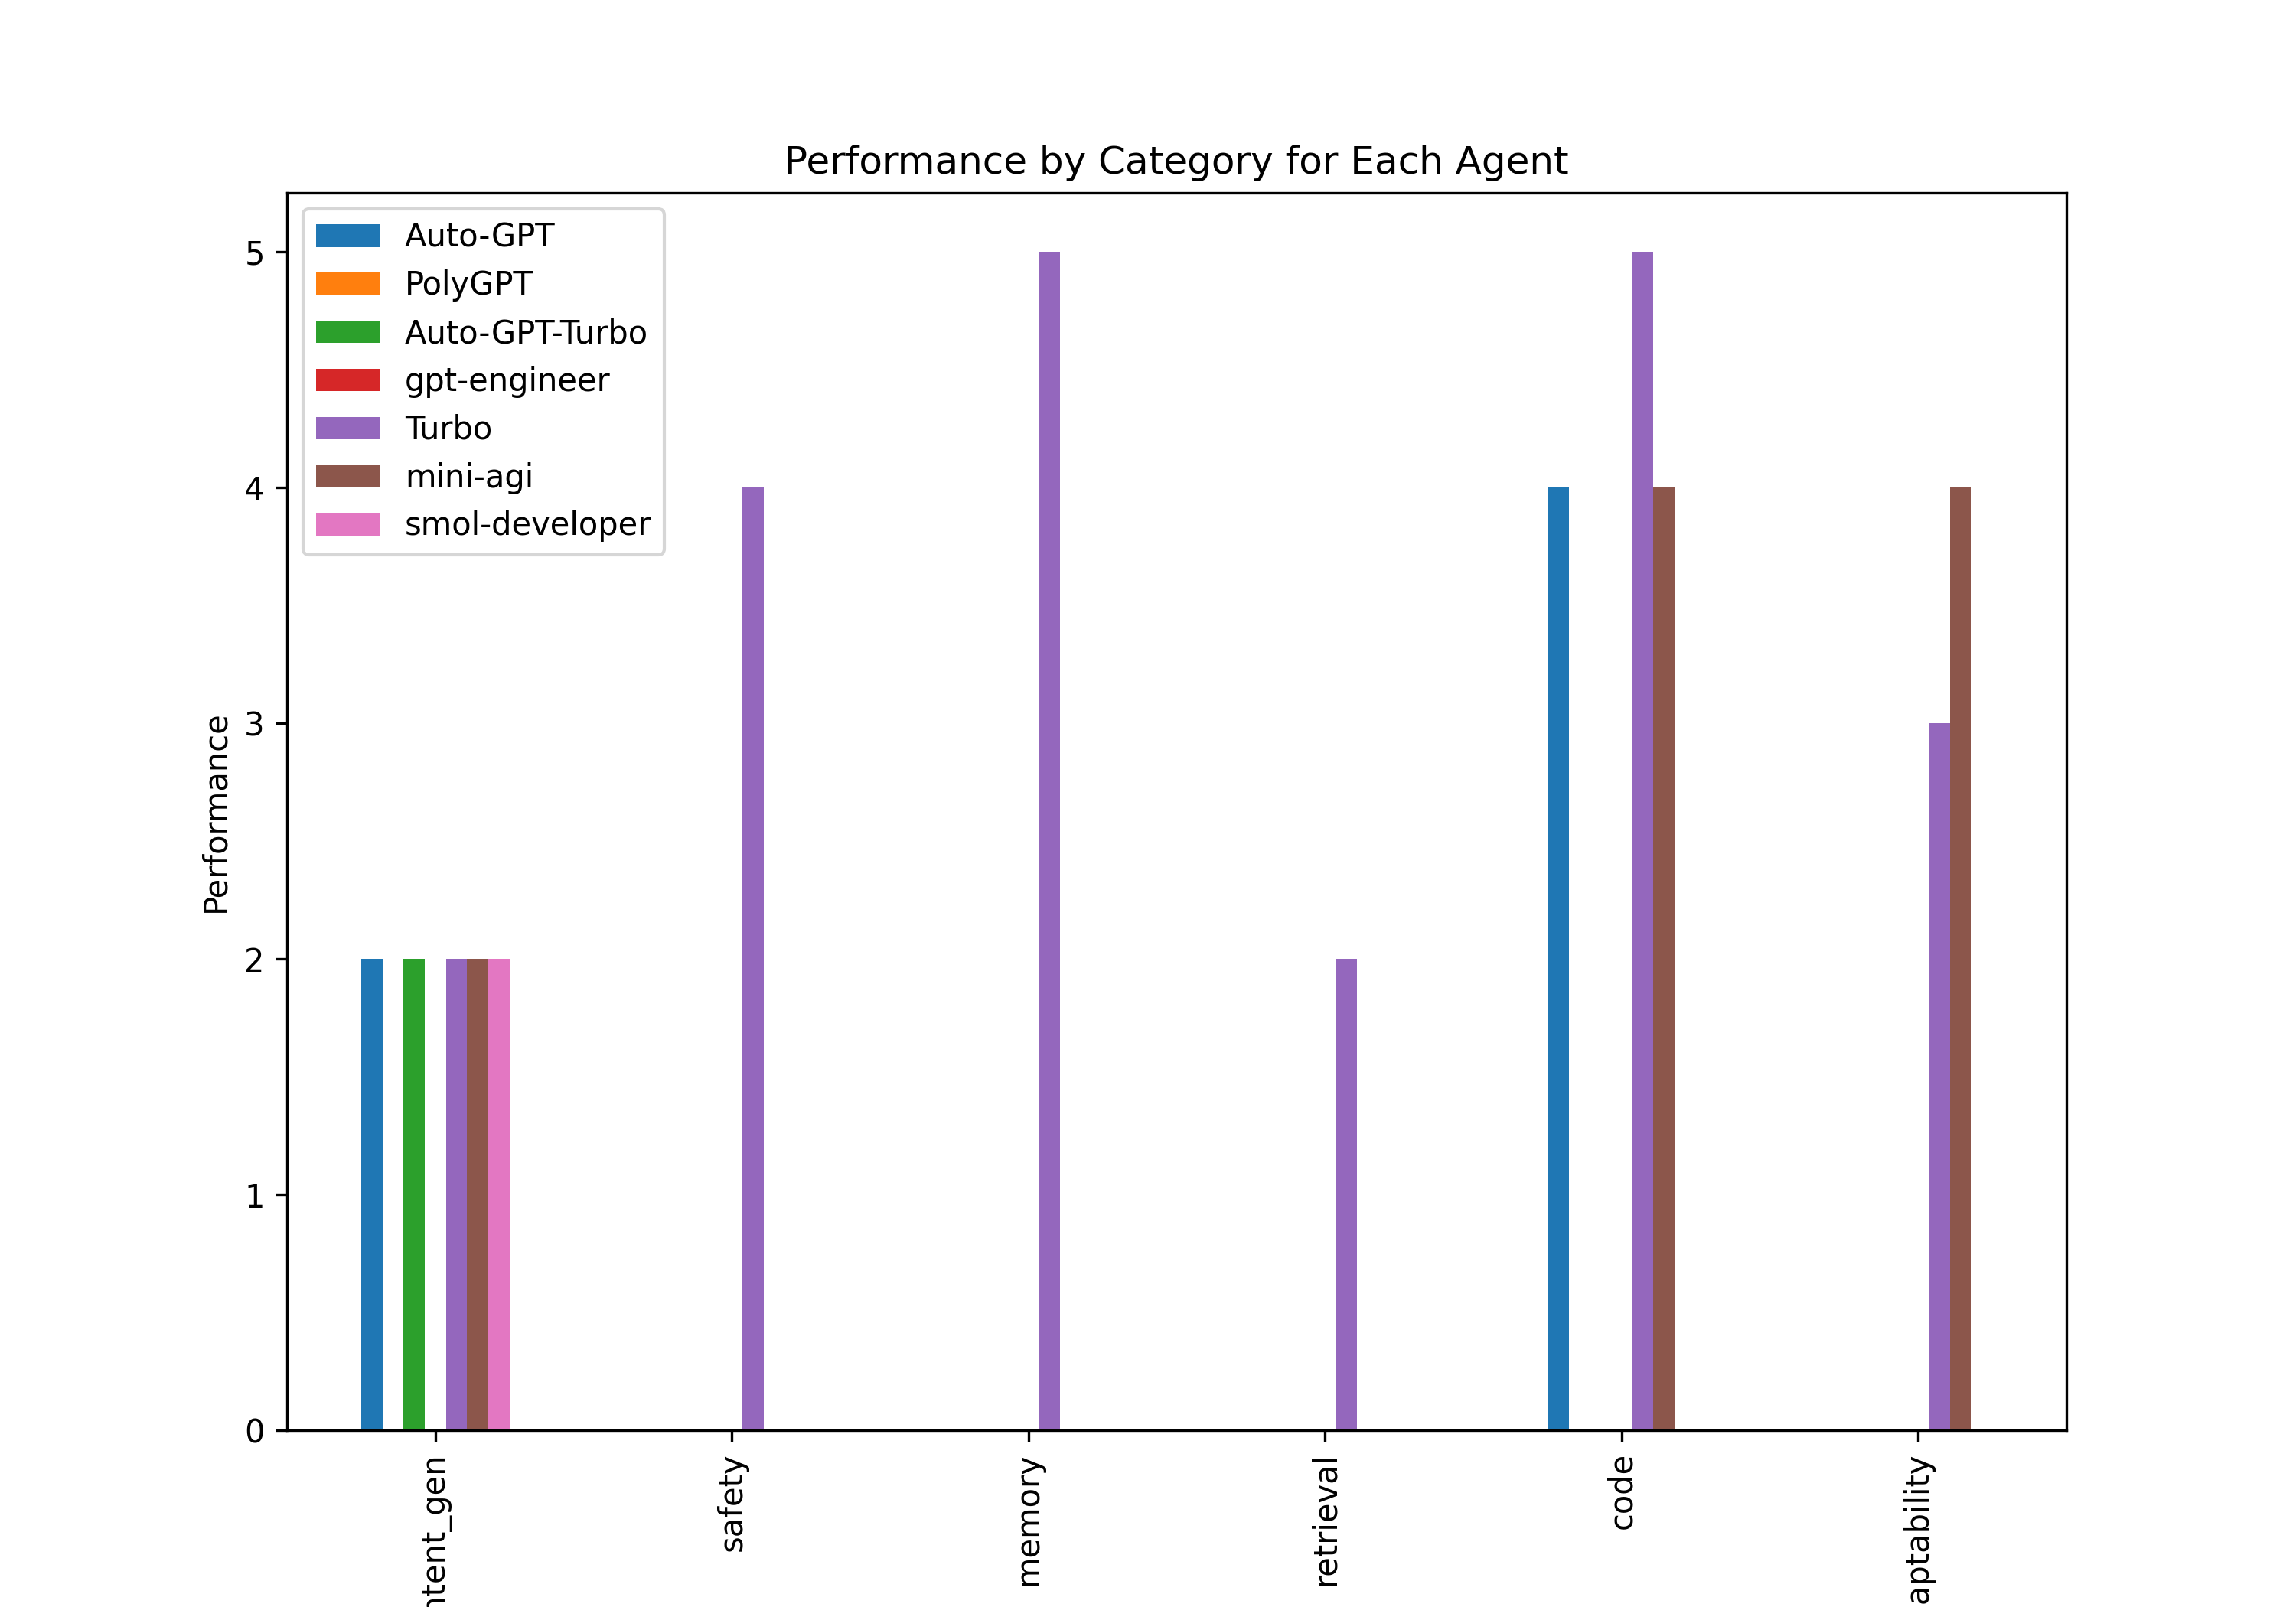 Performance by Category for Each Agent
Auto-GPT
PolyGPT
Auto-GPT-Turbo
gpt-engineer
Turbo
mini-agi
smol-developer
Performance
5
4
3
2
1
0
ntent_gen
safety
memory
retrieval
code
aptability